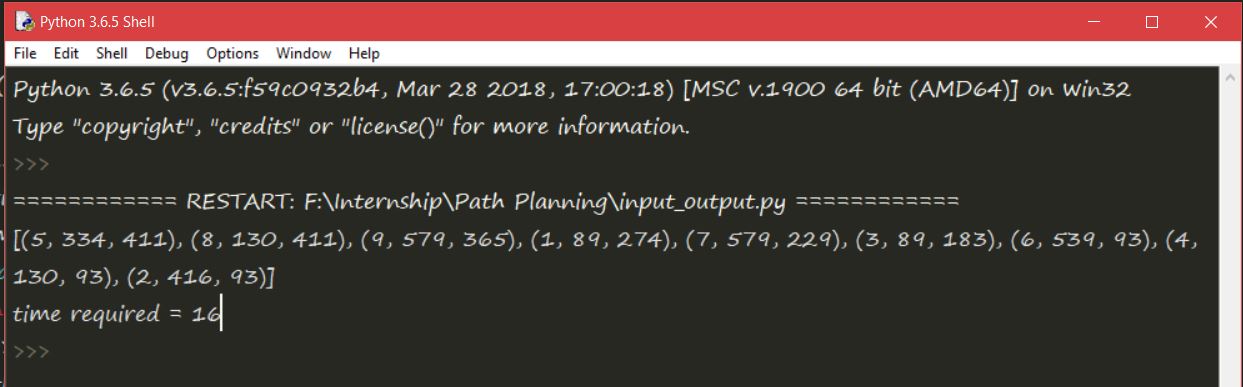 Python 3.6.5 Shell
File Edit Shell Debug Options Window Help
Python 3.6.5 (v3.6.5:f59c0932b4, Mar 28 2018, 17:00:18) [MSC v.1900 64 bit (AMD64)] on win32
Type "copyright", "credits" or "license()" for more information.
>>>
============ RESTART: F:\Internship\Path Planning\input_output.py ============
[(5, 334, 411), (8, 130, 411), (9, 579, 365), (1, 89, 274), (7, 579, 229), (3, 89, 183), (6, 539, 93), (4,
130, 93), (2, 416, 93)]
time required = 16
>>>